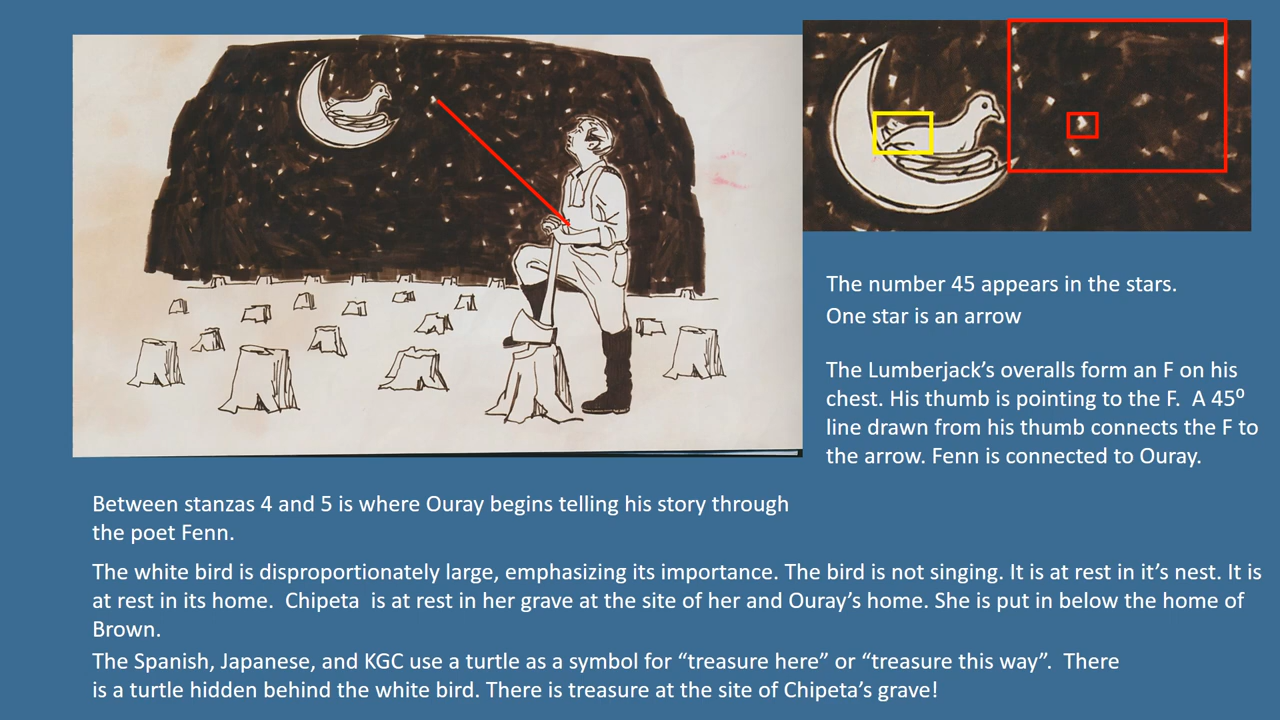 The number 45 appears in the stars.
One star is an arrow
The Lumberjack’s overalls form an F on his
chest. His thumb is pointing to the F.  A 45⁰
line drawn from his thumb connects the F to
the arrow. Fenn is connected to Ouray.
Between stanzas 4 and 5 is where Ouray begins telling his story through
the poet Fenn.
The white bird is disproportionately large, emphasizing its importance. The bird is not singing. It is at rest in it’s nest. It is
at rest in its home.  Chipeta  is at rest in her grave at the site of her and Ouray’s home. She is put in below the home of
Brown.
The Spanish, Japanese, and KGC use a turtle as a symbol for “treasure here” or “treasure this way”.  There
is a turtle hidden behind the white bird. There is treasure at the site of Chipeta’s grave!